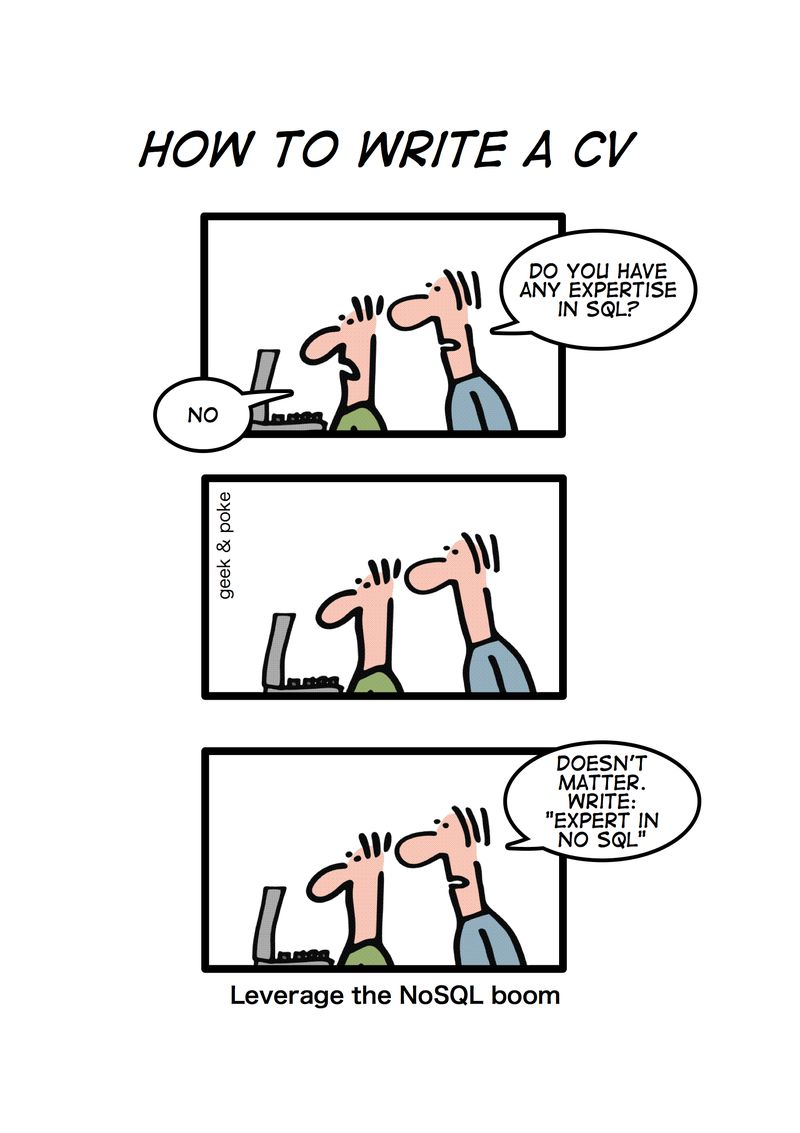 HOW TO WRITE A CV
DO YOU HAVE
ANY EXPERTISE
IN SQL?
NO
geek & poke
DOESN'T
MATTER.
WRITE:
"EXPERT IN
NO SQL"
Leverage the NoSQL boom